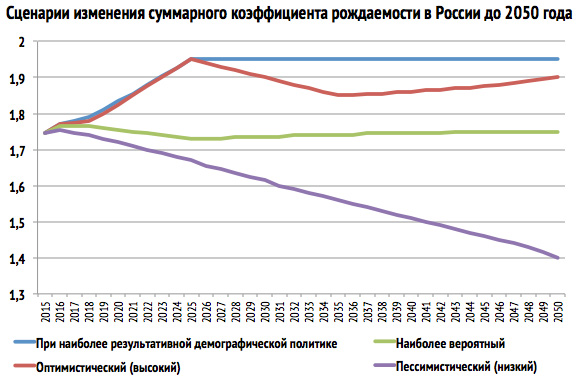 Сценарии изменения суммарного коэффициента рождаемости в России до 2050 года
2
1,9
1,8
1,7
1,6
1,5
1,4
1,3
2015 2016 2017 2018 2019 2020 2021 2022 2023 2024 2025 2026 2027 2028 2029 2030 2031 2032 2033 2034 2035 2036 2037 2038 2039 2040 2041 2042 2043 2044 2045 2046 2047 2048 2049 2050
При наиболее результативной демографической политике
Наиболее вероятный
Оптимистический (высокий)
Пессимистический (низкий)